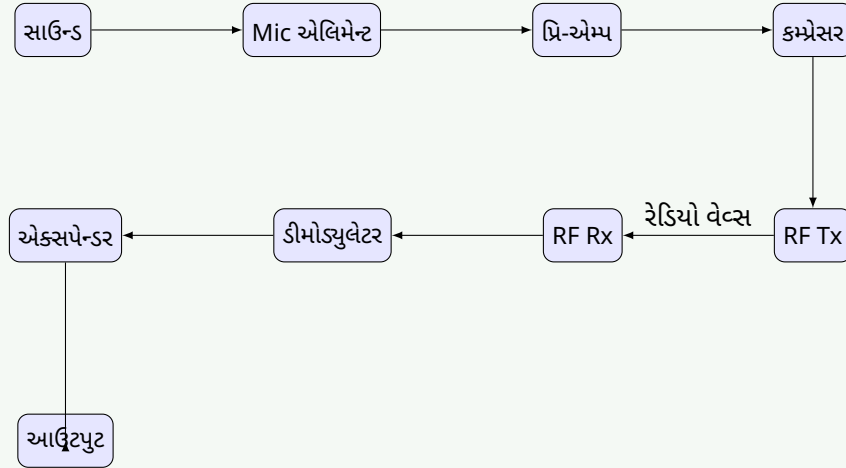 સાઉન્ડ
Mic એલિમેન્ટ
પ્રિ-એમ્પ
કમ્પ્રેસર
RF Tx
રેડિયો વેવ્સ
RF Rx
ડીમોડ્યુલેટર
એક્સપેન્ડર
આઉટપુટ